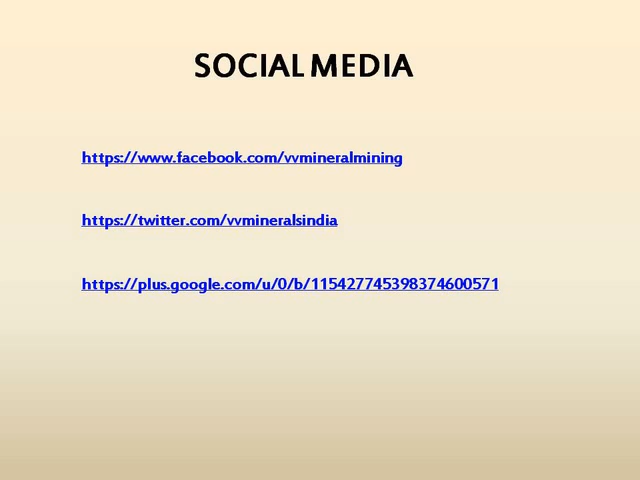 SOCIAL MEDIA
https://www.facebook.com/vvmineralmining
https://twitter.com/vvmineralsindia
https://plus.google.com/u/0/b/115427745398374600571